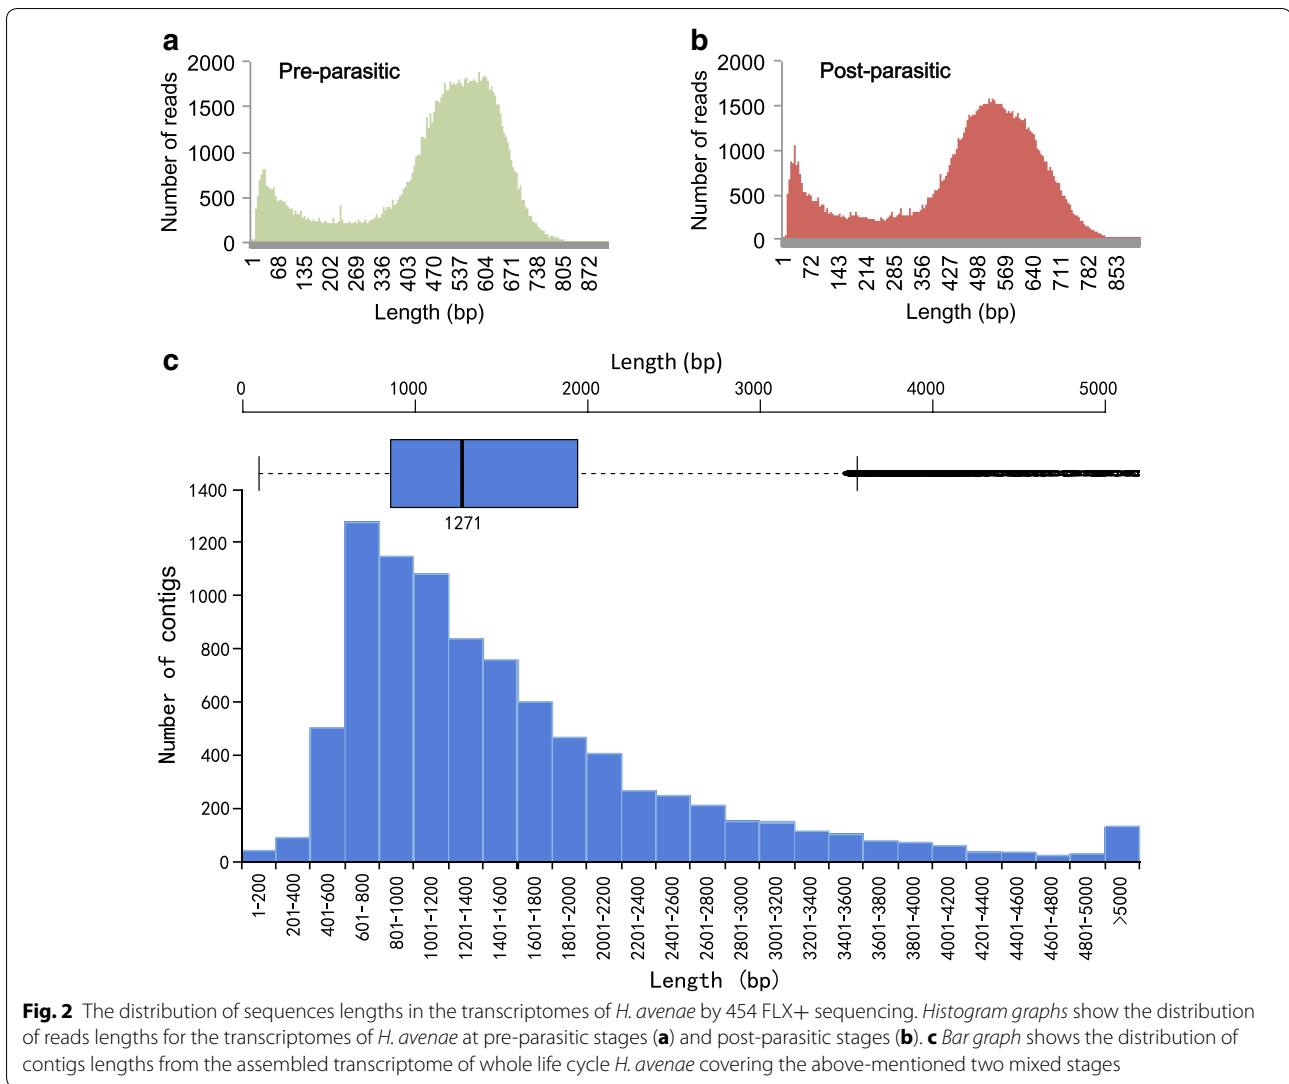 a
b
Pre-parasitic
Post-parasitic
Number of reads
2000
1500
1000
500
0
1 68 135 202 269 336 403 470 537 604 671 738 805 872
Length (bp)
Number of reads
2000
1500
1000
500
0
1 72 143 214 285 356 427 498 569 640 711 782 853
Length (bp)
c
Length (bp)
0 1000 2000 3000 4000 5000
1271
Number of contigs
1400
1200
1000
800
600
400
200
0
1-200 201-400 401-600 601-800 801-1000 1001-1200 1201-1400 1401-1600 1601-1800 1801-2000 2001-2200 2201-2400 2401-2600 2601-2800 2801-3000 3001-3200 3201-3400 3401-3600 3601-3800 3801-4000 4001-4200 4201-4400 4401-4600 4601-4800 4801-5000 >5000
Length (bp)
Fig. 2 The distribution of sequences lengths in the transcriptomes of H. avenae by 454 FLX+ sequencing. Histogram graphs show the distribution
of reads lengths for the transcriptomes of H. avenae at pre-parasitic stages (a) and post-parasitic stages (b). c Bar graph shows the distribution of
contigs lengths from the assembled transcriptome of whole life cycle H. avenae covering the above-mentioned two mixed stages